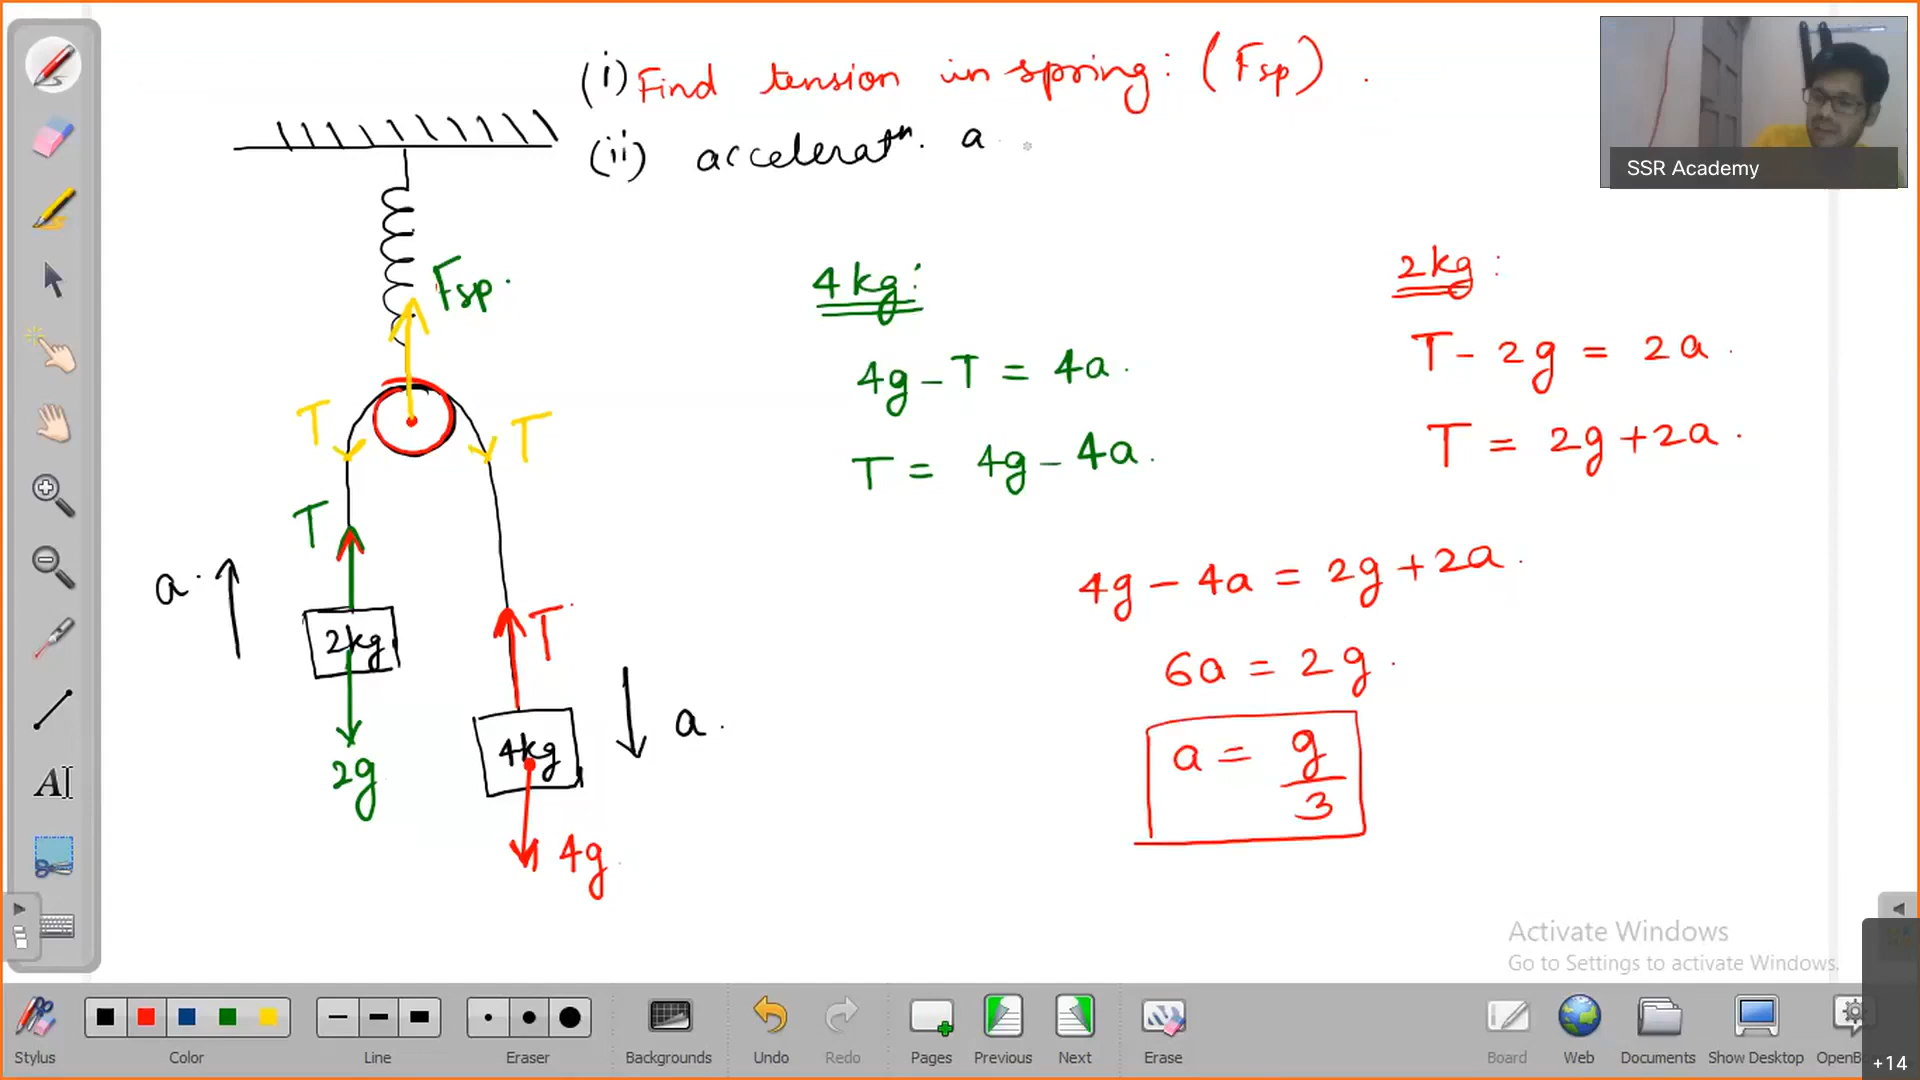 (i) Find tension in spring: (Fsp).
(ii) acceleratn. a
SSR Academy
Fsp.
4kg:
2kg:
4g - T = 4a.
T - 2g = 2a.
T
T
T = 4g - 4a.
T = 2g + 2a.
T
a.
4g - 4a = 2g + 2a.
2kg
T
6a = 2g.
4kg
a.
a = g/3
2g
4g.
Activate Windows
Go to Settings to activate Windows.
Stylus
Color
Line
Eraser
Backgrounds
Undo
Redo
Pages
Previous
Next
Erase
Board
Web
Documents
Show Desktop
OpenBo
+14